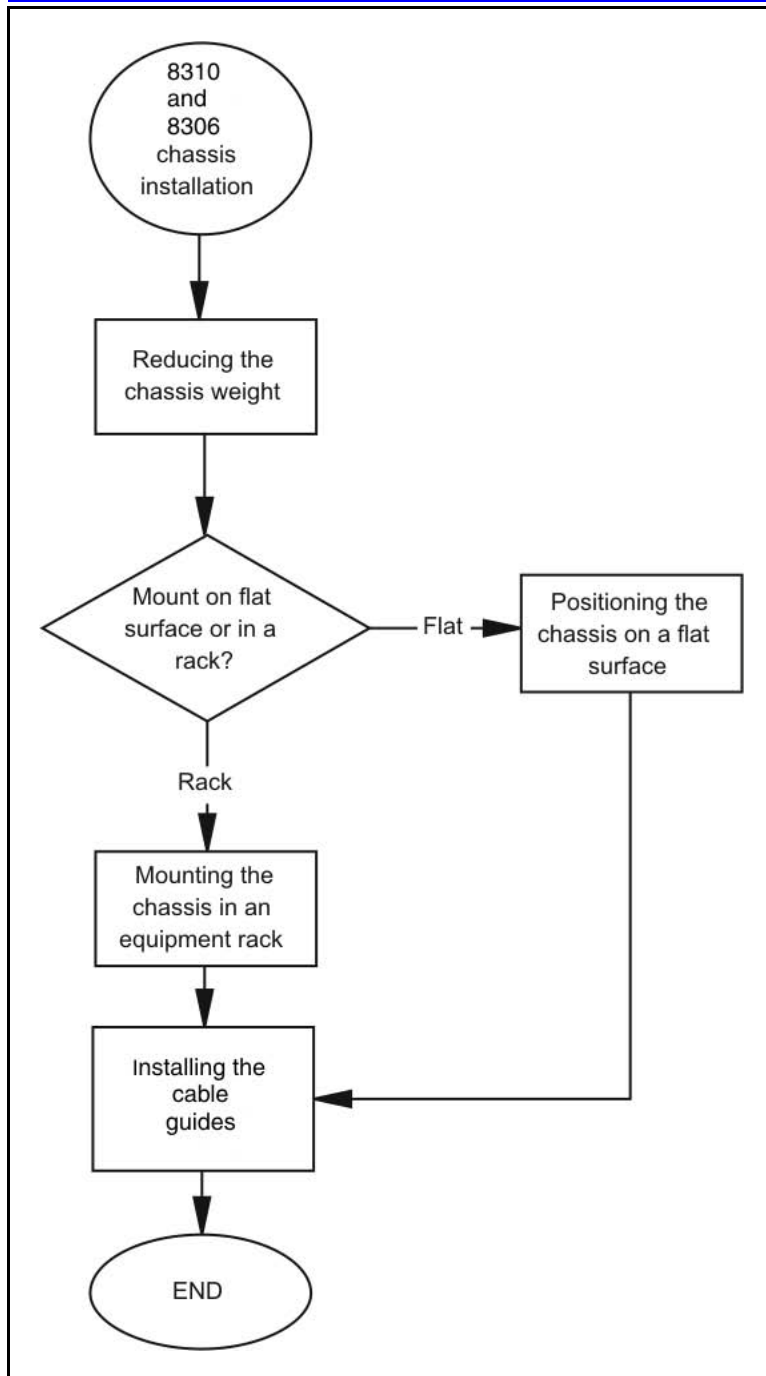 8310
and
8306
chassis
installation
Reducing the
chassis weight
Mount on flat
surface or in a
rack?
Flat
Positioning the
chassis on a flat
surface
Rack
Mounting the
chassis in an
equipment rack
Installing the
cable
guides
END